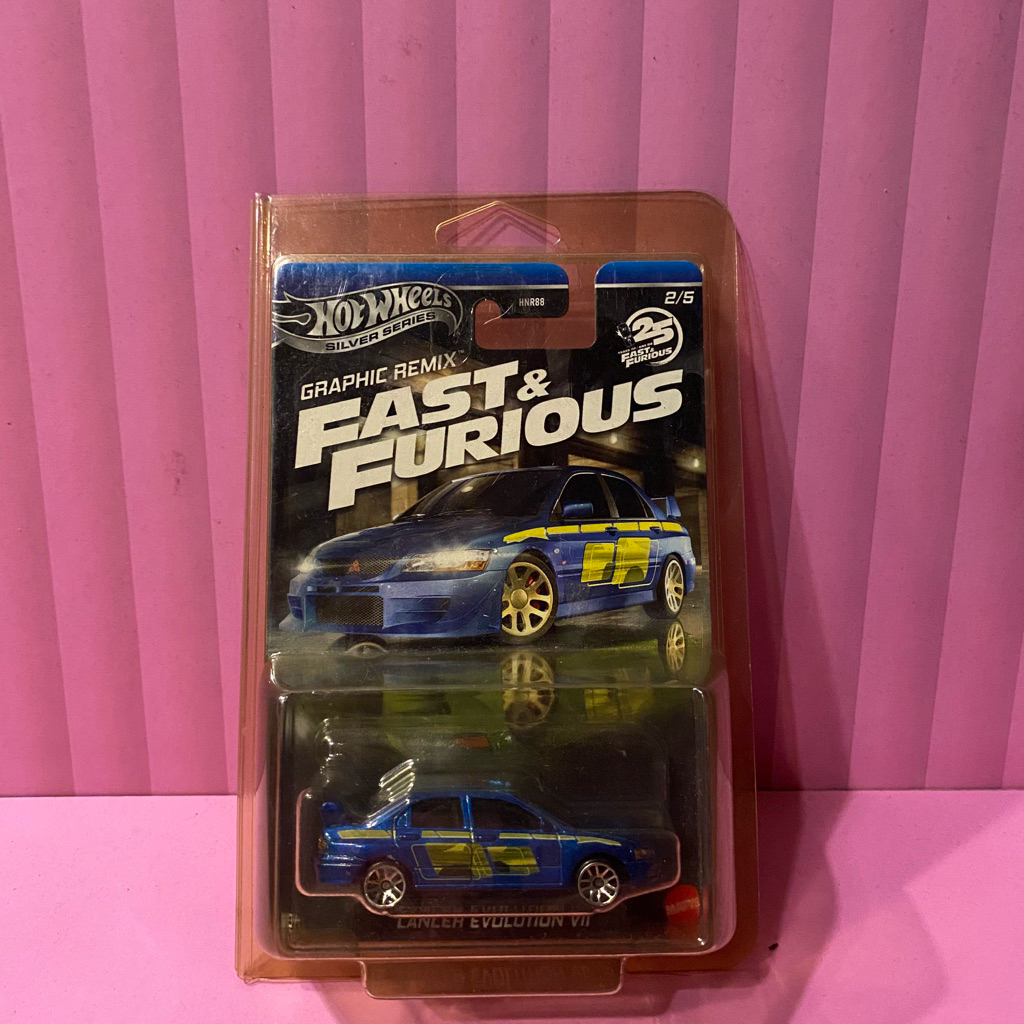 HOT WHEELS
SILVER SERIES
HNR88
2/5
25
FAST & FURIOUS
GRAPHIC REMIX
FAST &
FURIOUS
LANCER EVOLUTION VII